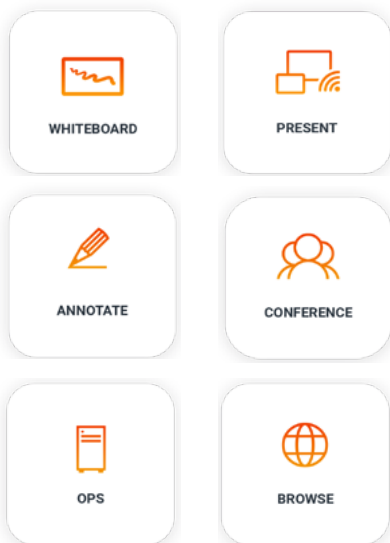 WHITEBOARD
PRESENT
ANNOTATE
CONFERENCE
OPS
BROWSE